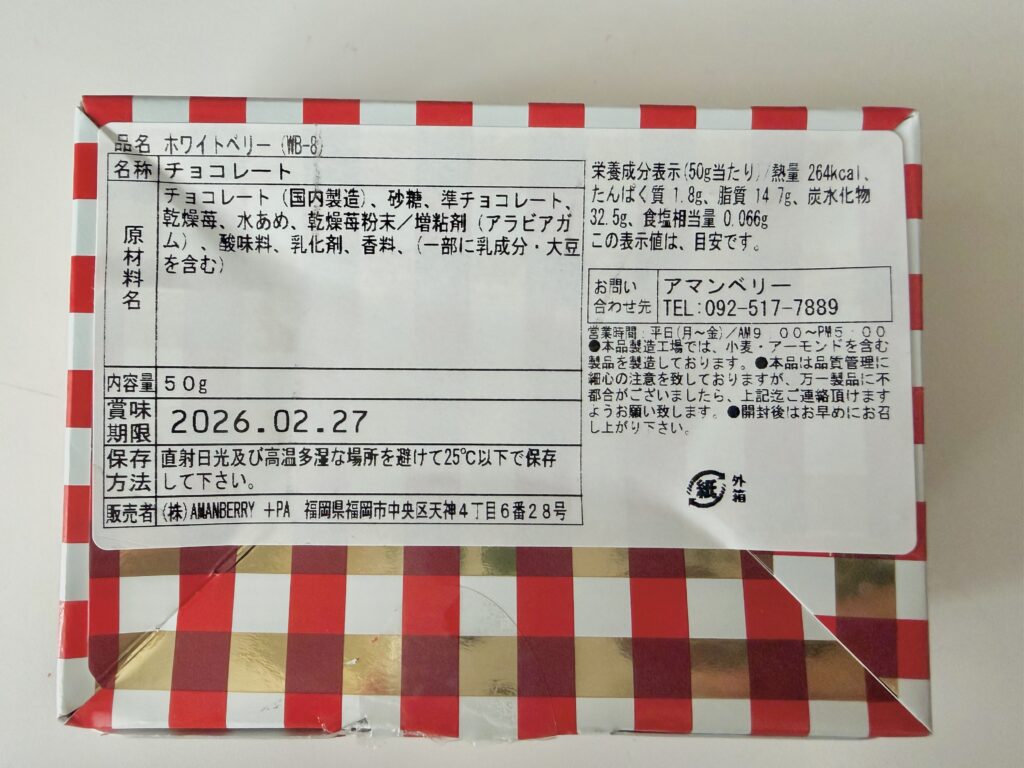 品名 ホワイトベリー (WB-8)
名称 チョコレート
原材料名
チョコレート (国内製造)、砂糖、準チョコレート、
乾燥苺、水あめ、乾燥苺粉末/増粘剤 (アラビアガ
ム)、酸味料、乳化剤、香料、(一部に乳成分・大豆
を含む)
内容量 50g
賞味期限 2026.02.27
保存方法 直射日光及び高温多湿な場所を避けて25℃以下で保存
して下さい。
販売者 (株)AMANBERRY +PA 福岡県福岡市中央区天神4丁目6番28号
栄養成分表示(50g当たり)/熱量 264kcal、
たんぱく質 1.8g、脂質 14.7g、炭水化物
32.5g、食塩相当量 0.066g
この表示値は、目安です。
お問い合わせ先
アマンベリー
TEL:092-517-7889
営業時間:平日(月~金)/AM9:00~PM5:00
●本品製造工場では、小麦・アーモンドを含む
製品を製造しております。●本品は品質管理に
細心の注意を致しておりますが、万一製品に不
都合がございましたら、上記迄ご連絡頂けます
ようお願い致します。●開封後はお早めにお召
し上がり下さい。
紙
外箱